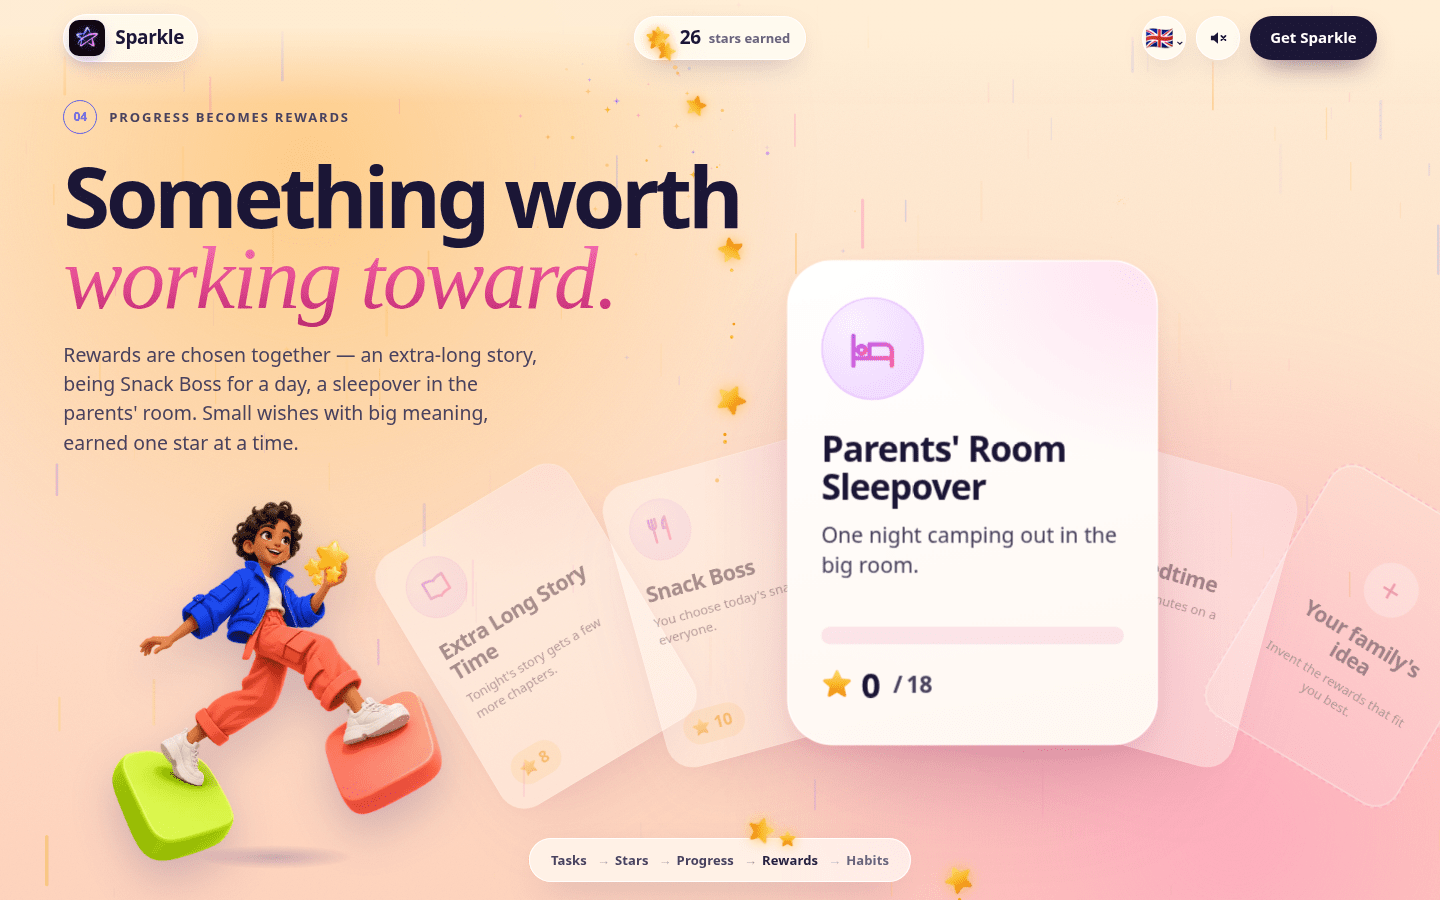 Sparkle
26 stars earned
Get Sparkle
04 PROGRESS BECOMES REWARDS
Something worth
working toward.
Rewards are chosen together — an extra-long story,
being Snack Boss for a day, a sleepover in the
parents' room. Small wishes with big meaning,
earned one star at a time.
Extra Long Story
Time
Tonight's story gets a few
more chapters.
8
Snack Boss
You choose today's
everyone.
10
Parents' Room
Sleepover
One night camping out in the
big room.
0 / 18
on a
Your family's
idea
Invent the rewards that fit
you best.
Tasks → Stars → Progress → Rewards → Habits